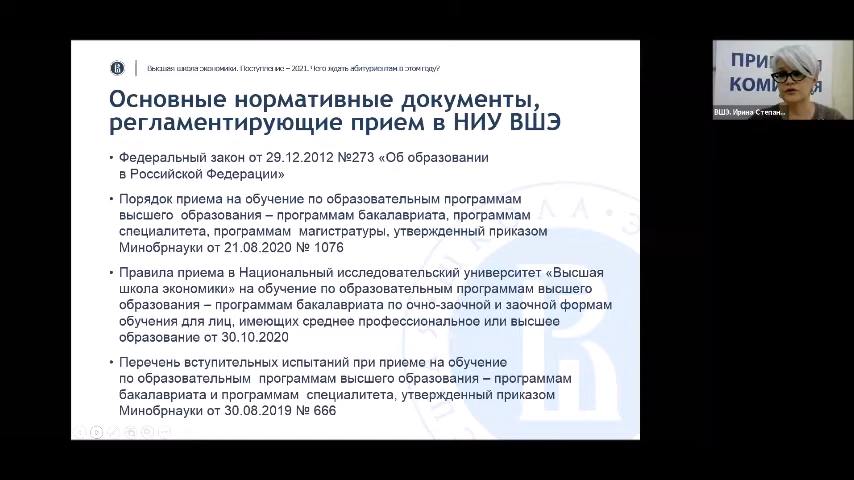 Высшая школа экономики. Поступление – 2021. Чего ждать абитуриентам в этом году?
Основные нормативные документы,
регламентирующие прием в НИУ ВШЭ
• Федеральный закон от 29.12.2012 №273 «Об образовании
в Российской Федерации»
• Порядок приема на обучение по образовательным программам
высшего образования – программам бакалавриата, программам
специалитета, программам магистратуры, утвержденный приказом
Минобрнауки от 21.08.2020 № 1076
• Правила приема в Национальный исследовательский университет «Высшая
школа экономики» на обучение по образовательным программам высшего
образования – программам бакалавриата по очно-заочной и заочной формам
обучения для лиц, имеющих среднее профессиональное или высшее
образование от 30.10.2020
• Перечень вступительных испытаний при приеме на обучение
по образовательным программам высшего образования – программам
бакалавриата и программам специалитета, утвержденный приказом
Минобрнауки от 30.08.2019 № 666
ВШЭ. Ирина Степан...